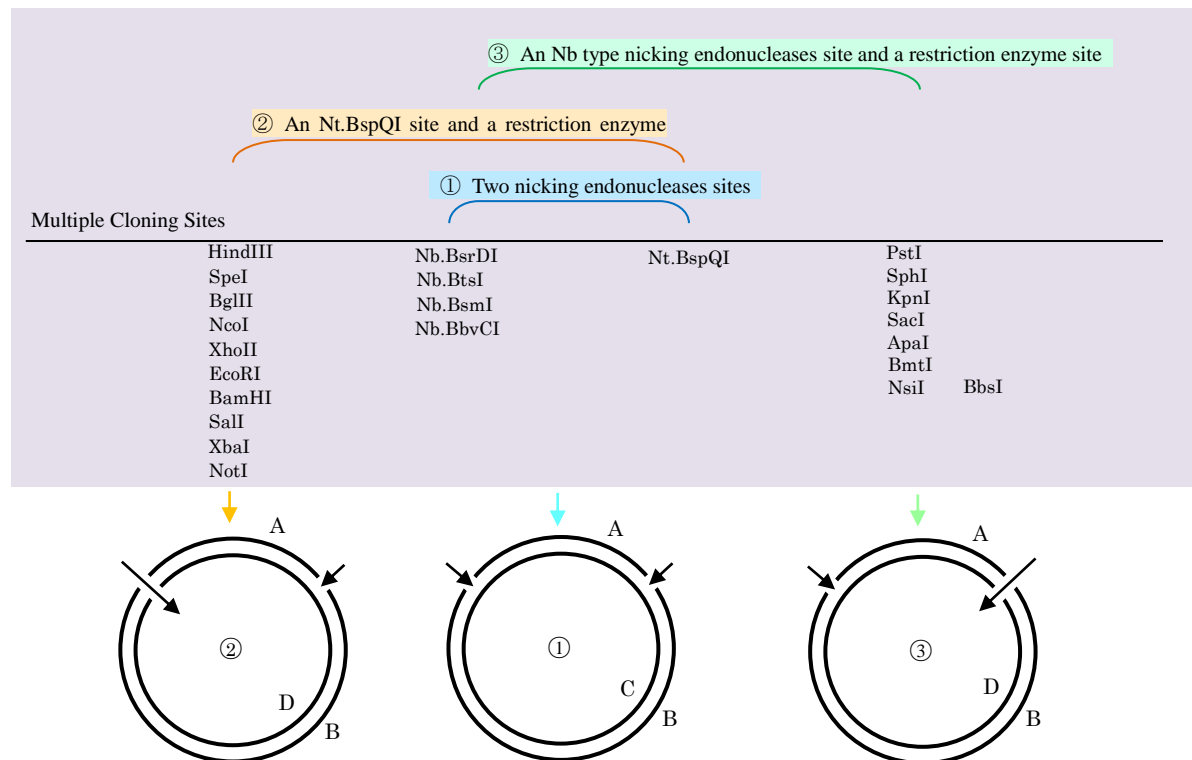 ③ An Nb type nicking endonucleases site and a restriction enzyme site
② An Nt.BspQI site and a restriction enzyme
① Two nicking endonucleases sites
Multiple Cloning Sites
HindIII
SpeI
BglII
NcoI
XhoII
EcoRI
BamHI
SalI
XbaI
NotI
Nb.BsrDI
Nb.BtsI
Nb.BsmI
Nb.BbvCI
Nt.BspQI
PstI
SphI
KpnI
SacI
ApaI
BmtI
NsiI BbsI
A
②
D
B
A
①
C
B
A
③
D
B